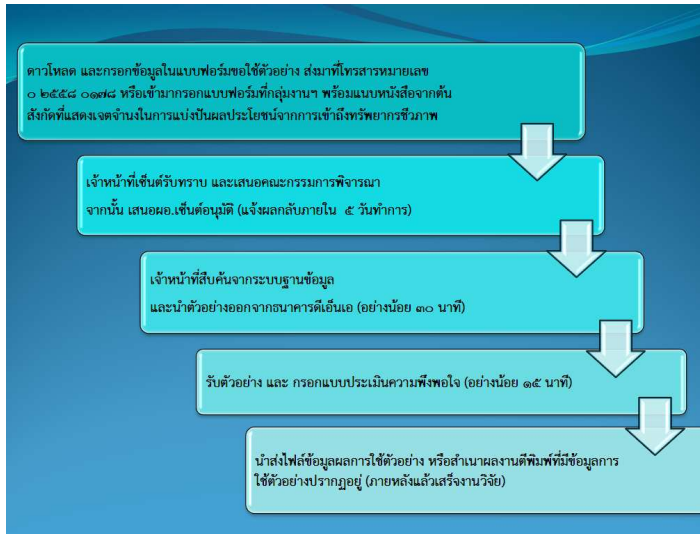 ดาวโหลด และกรอกข้อมูลในแบบฟอร์มขอใช้ตัวอย่าง ส่งมาที่โทรสารหมายเลข
๐ ๒๕๕๘ ๐๑๗๘ หรือเข้ามากรอกแบบฟอร์มที่กลุ่มงานฯ พร้อมแนบหนังสือจากต้น
สังกัดที่แสดงเจตจำนงในการแบ่งปันผลประโยชน์จากการเข้าถึงทรัพยากรชีวภาพ
เจ้าหน้าที่เซ็นต์รับทราบ และเสนอคณะกรรมการพิจารณา
จากนั้น เสนอผอ.เซ็นต์อนุมัติ (แจ้งผลกลับภายใน ๕ วันทำการ)
เจ้าหน้าที่สืบค้นจากระบบฐานข้อมูล
และนำตัวอย่างออกจากธนาคารดีเอ็นเอ (อย่างน้อย ๓๐ นาที)
รับตัวอย่าง และ กรอกแบบประเมินความพึงพอใจ (อย่างน้อย ๑๕ นาที)
นำส่งไฟล์ข้อมูลผลการใช้ตัวอย่าง หรือสำเนาผลงานตีพิมพ์ที่มีข้อมูลการ
ใช้ตัวอย่างปรากฏอยู่ (ภายหลังแล้วเสร็จงานวิจัย)